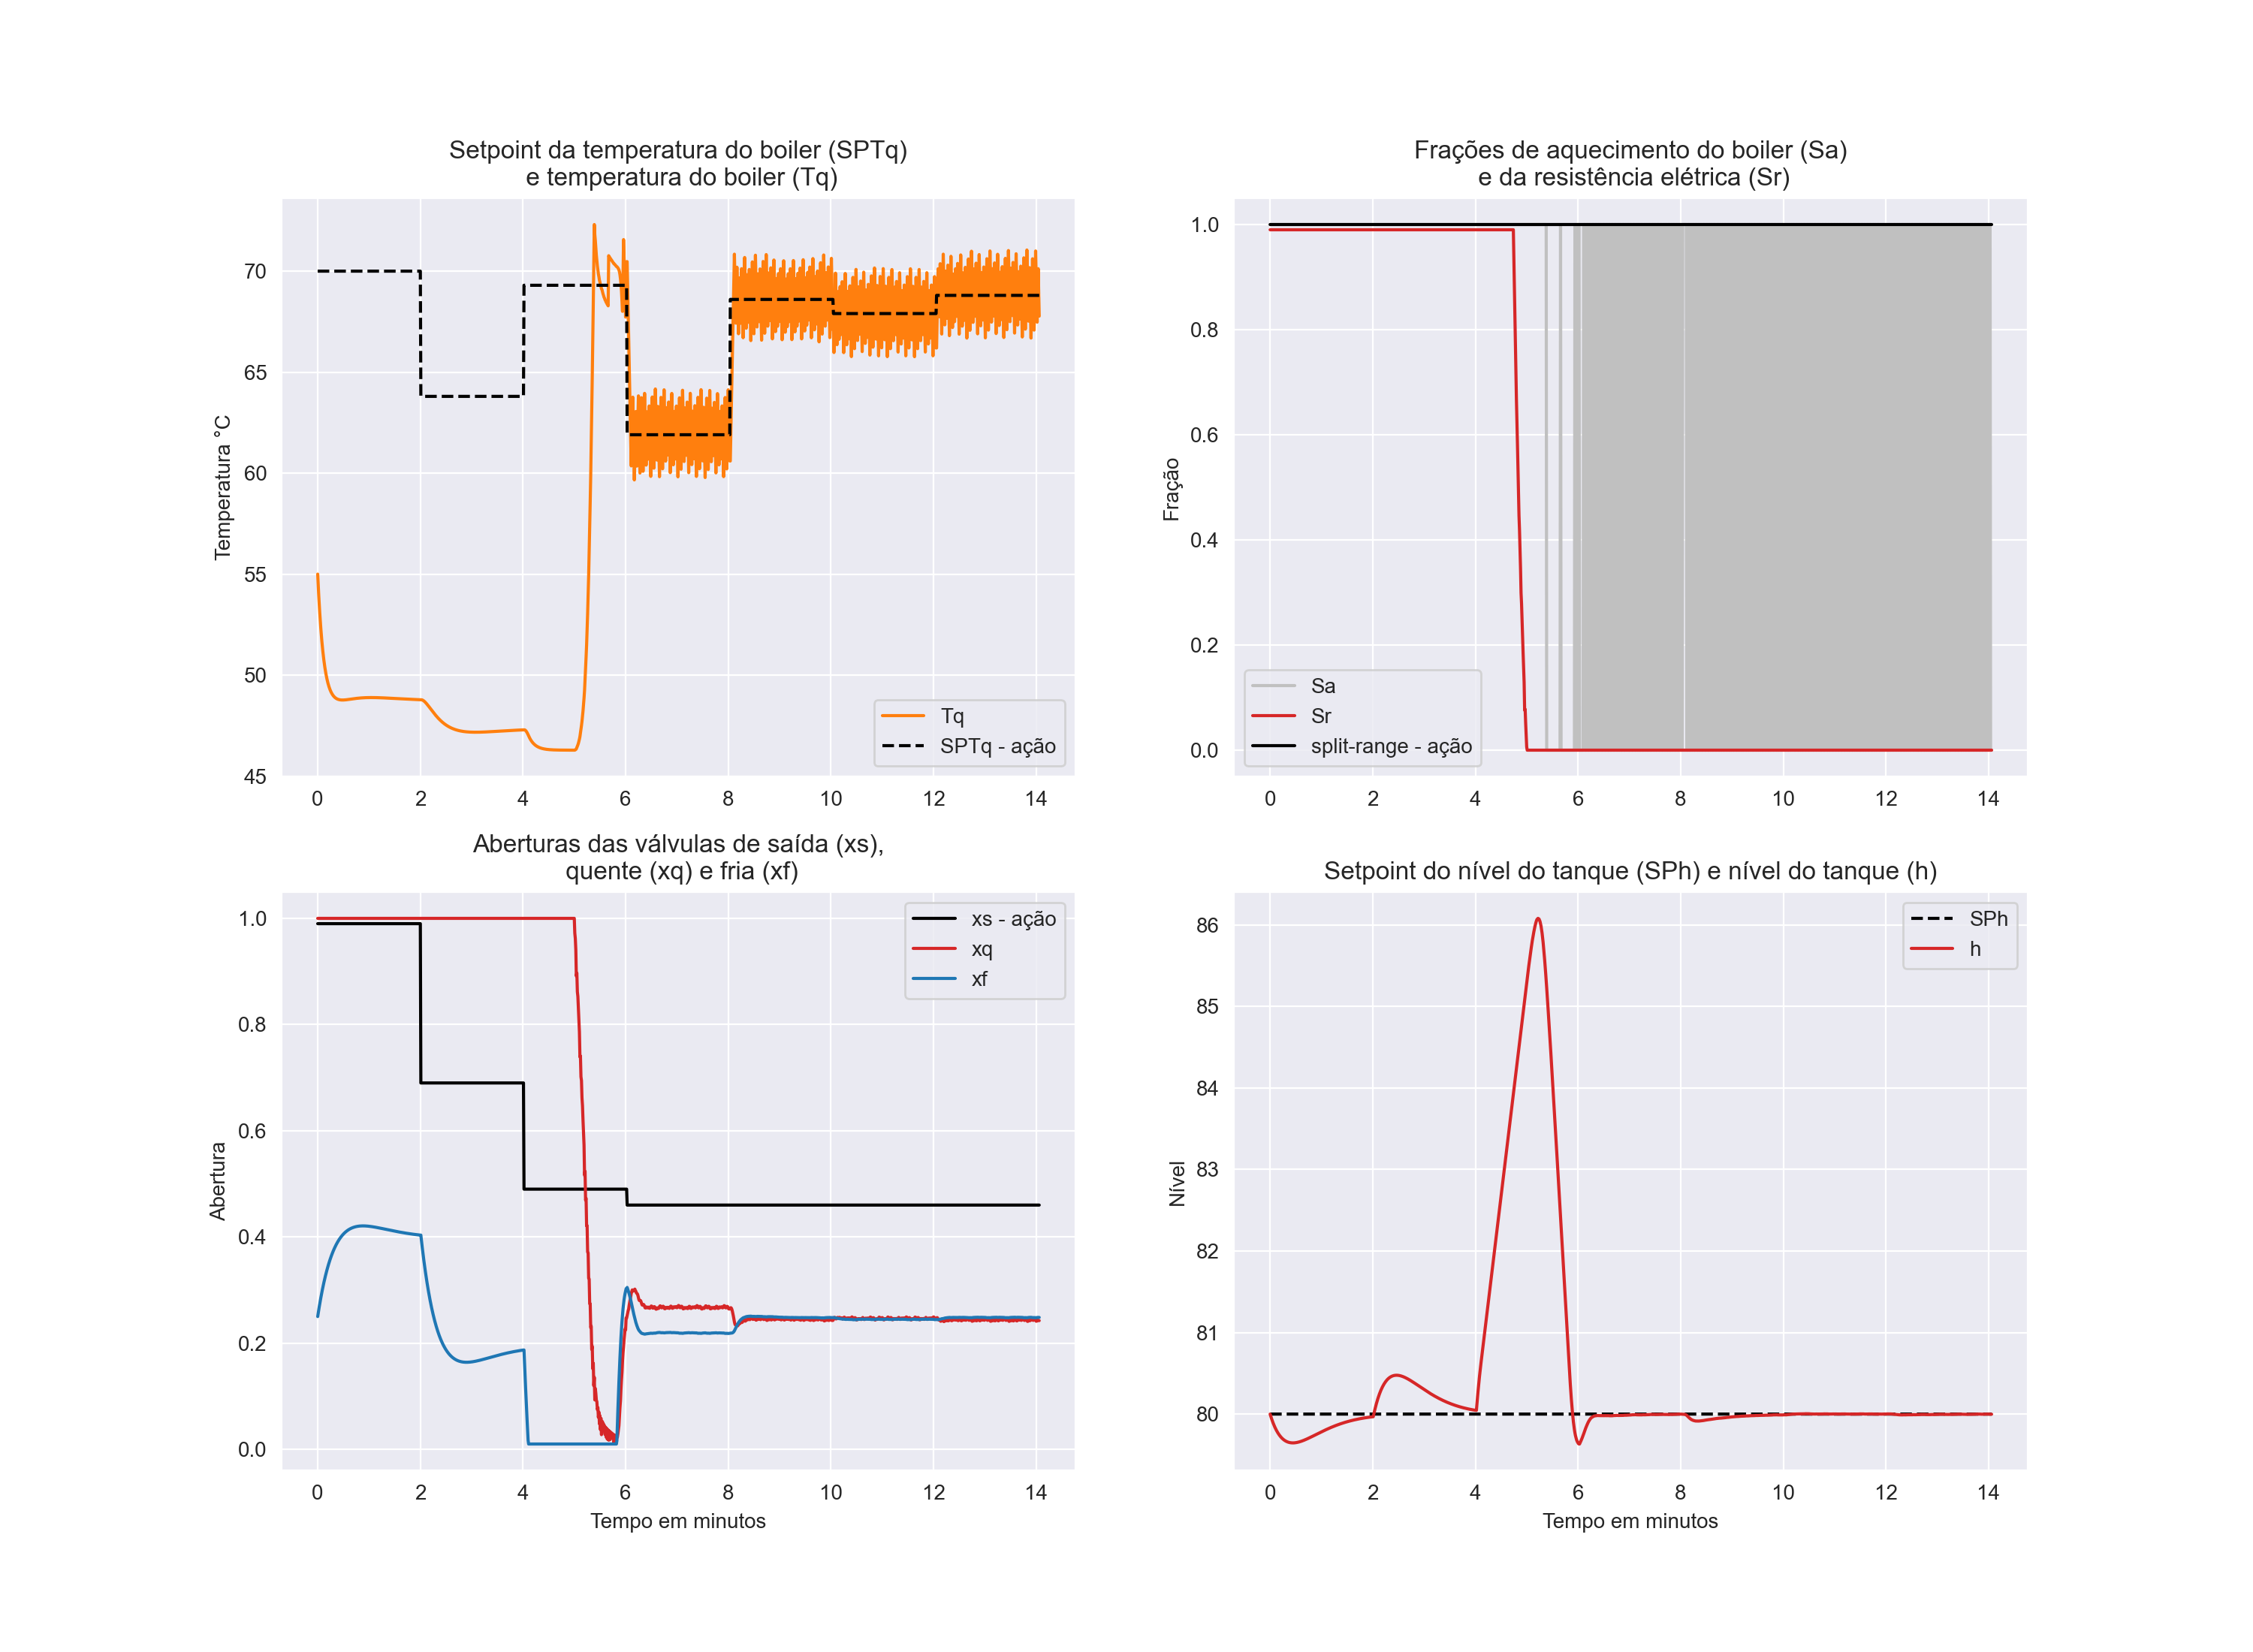 Setpoint da temperatura do boiler (SPTq)
e temperatura do boiler (Tq)
Temperatura °C
70
65
60
55
50
45
0 2 4 6 8 10 12 14
Tq
SPTq - ação
Frações de aquecimento do boiler (Sa)
e da resistência elétrica (Sr)
Fração
1.0
0.8
0.6
0.4
0.2
0.0
0 2 4 6 8 10 12 14
Sa
Sr
split-range - ação
Aberturas das válvulas de saída (xs),
quente (xq) e fria (xf)
Abertura
1.0
0.8
0.6
0.4
0.2
0.0
0 2 4 6 8 10 12 14
Tempo em minutos
xs - ação
xq
xf
Setpoint do nível do tanque (SPh) e nível do tanque (h)
Nível
86
85
84
83
82
81
80
0 2 4 6 8 10 12 14
Tempo em minutos
SPh
h